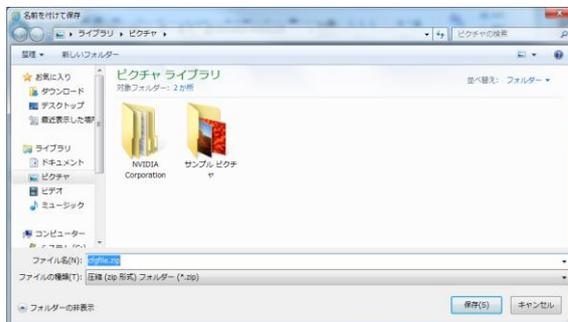 名前を付けて保存
ライブラリ ▸ ピクチャ ▸
ピクチャの検索
整理 ▾ 新しいフォルダー
お気に入り
ダウンロード
デスクトップ
最近表示した場所
ライブラリ
ドキュメント
ピクチャ
ビデオ
ミュージック
コンピューター
ピクチャ ライブラリ
対象フォルダー: 2 か所
並べ替え: フォルダー ▾
NVIDIA
Corporation
サンプル ピクチ
ャ
ファイル名(N): cfgfile.zip
ファイルの種類(T): 圧縮 (zip 形式) フォルダー (*.zip)
フォルダーの非表示
保存(S)
キャンセル